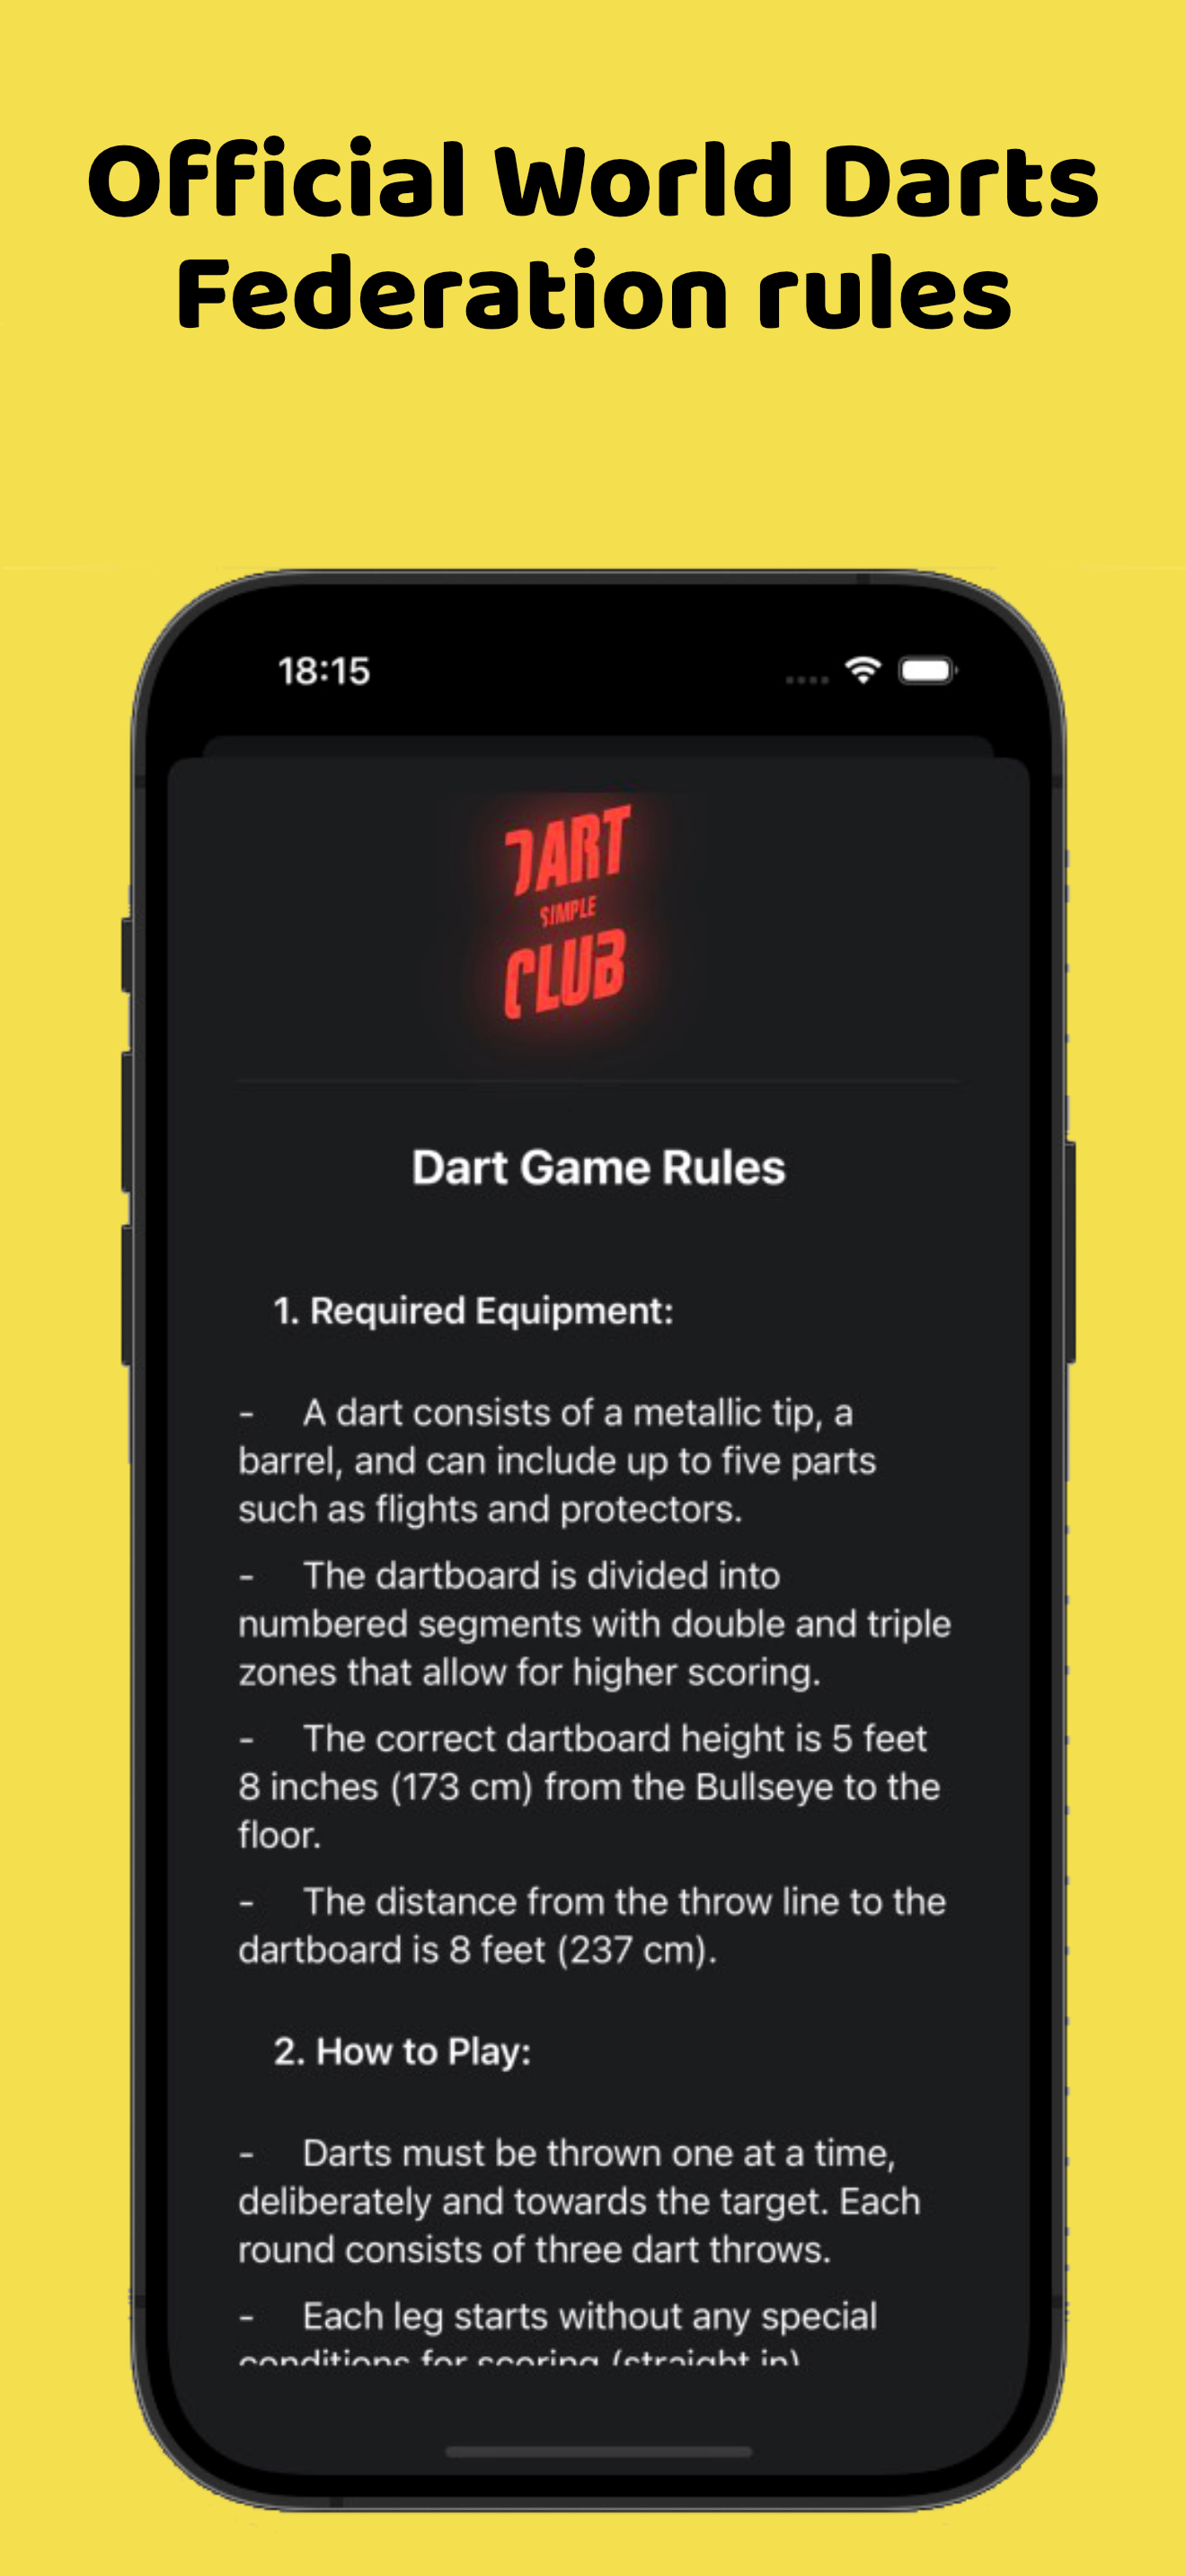 Official World Darts
Federation rules
18:15
DART
SIMPLE
CLUB
Dart Game Rules
1. Required Equipment:
- A dart consists of a metallic tip, a
barrel, and can include up to five parts
such as flights and protectors.
- The dartboard is divided into
numbered segments with double and triple
zones that allow for higher scoring.
- The correct dartboard height is 5 feet
8 inches (173 cm) from the Bullseye to the
floor.
- The distance from the throw line to the
dartboard is 8 feet (237 cm).
2. How to Play:
- Darts must be thrown one at a time,
deliberately and towards the target. Each
round consists of three dart throws.
- Each leg starts without any special
conditions for scoring (straight in)